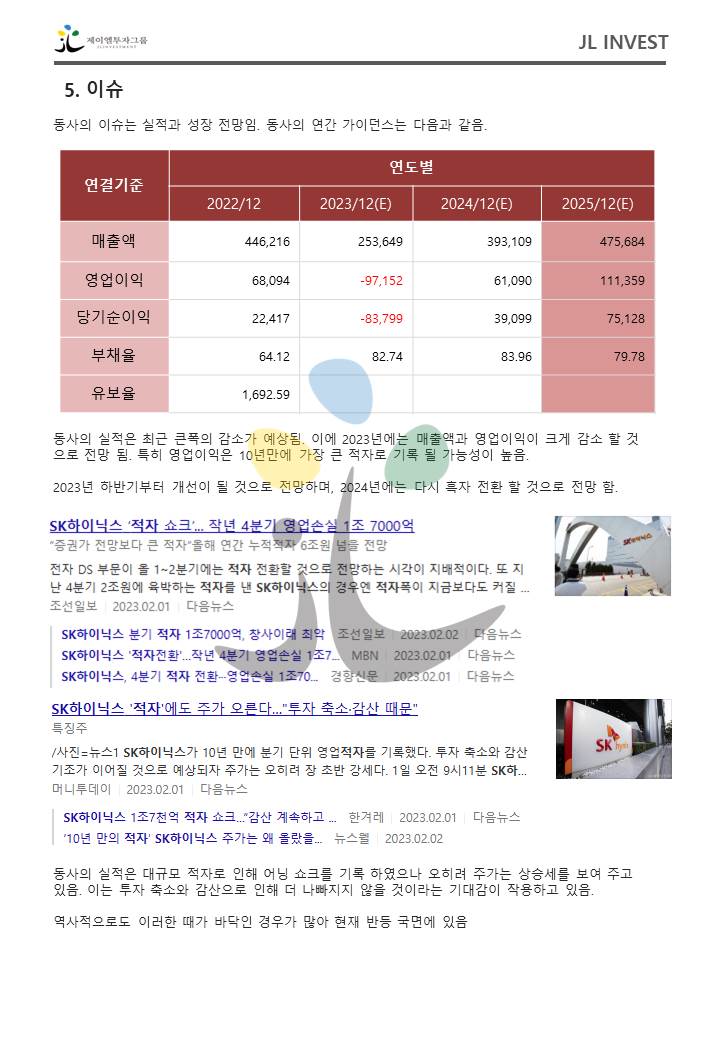 제이엘투자그룹
JL INVESTMENT
JL INVEST
5. 이슈
동사의 이슈는 실적과 성장 전망임. 동사의 연간 가이던스는 다음과 같음.
연결기준 연도별
2022/12 2023/12(E) 2024/12(E) 2025/12(E)
매출액 446,216 253,649 393,109 475,684
영업이익 68,094 -97,152 61,090 111,359
당기순이익 22,417 -83,799 39,099 75,128
부채율 64.12 82.74 83.96 79.78
유보율 1,692.59
동사의 실적은 최근 큰폭의 감소가 예상됨. 이에 2023년에는 매출액과 영업이익이 크게 감소 할 것
으로 전망 됨. 특히 영업이익은 10년만에 가장 큰 적자로 기록 될 가능성이 높음.
2023년 하반기부터 개선이 될 것으로 전망하며, 2024년에는 다시 흑자 전환 할 것으로 전망 함.
SK하이닉스 '적자 쇼크'... 작년 4분기 영업손실 1조 7000억
"증권가 전망보다 큰 적자"올해 연간 누적적자 6조원 넘을 전망
전자 DS 부문이 올 1~2분기에는 적자 전환할 것으로 전망하는 시각이 지배적이다. 또 지
난 4분기 2조원에 육박하는 적자를 낸 SK하이닉스의 경우엔 적자폭이 지금보다도 커질 ...
조선일보 2023.02.01 다음뉴스
SK하이닉스 분기 적자 1조7000억, 창사이래 최악 조선일보 2023.02.02 다음뉴스
SK하이닉스 '적자전환'...작년 4분기 영업손실 1조7... MBN 2023.02.01 다음뉴스
SK하이닉스, 4분기 적자 전환…영업손실 1조70... 경향신문 2023.02.01 다음뉴스
SK하이닉스
SK하이닉스 '적자'에도 주가 오른다..."투자 축소·감산 때문"
특징주
/사진=뉴스1 SK하이닉스가 10년 만에 분기 단위 영업적자를 기록했다. 투자 축소와 감산
기조가 이어질 것으로 예상되자 주가는 오히려 장 초반 강세다. 1일 오전 9시11분 SK하...
머니투데이 2023.02.01 다음뉴스
SK하이닉스 1조7천억 적자 쇼크..."감산 계속하고 ... 한겨레 2023.02.01 다음뉴스
'10년 만의 적자' SK하이닉스 주가는 왜 올랐을... 뉴스웰 2023.02.02
SK hynix
동사의 실적은 대규모 적자로 인해 어닝 쇼크를 기록 하였으나 오히려 주가는 상승세를 보여 주고
있음. 이는 투자 축소와 감산으로 인해 더 나빠지지 않을 것이라는 기대감이 작용하고 있음.
역사적으로도 이러한 때가 바닥인 경우가 많아 현재 반등 국면에 있음